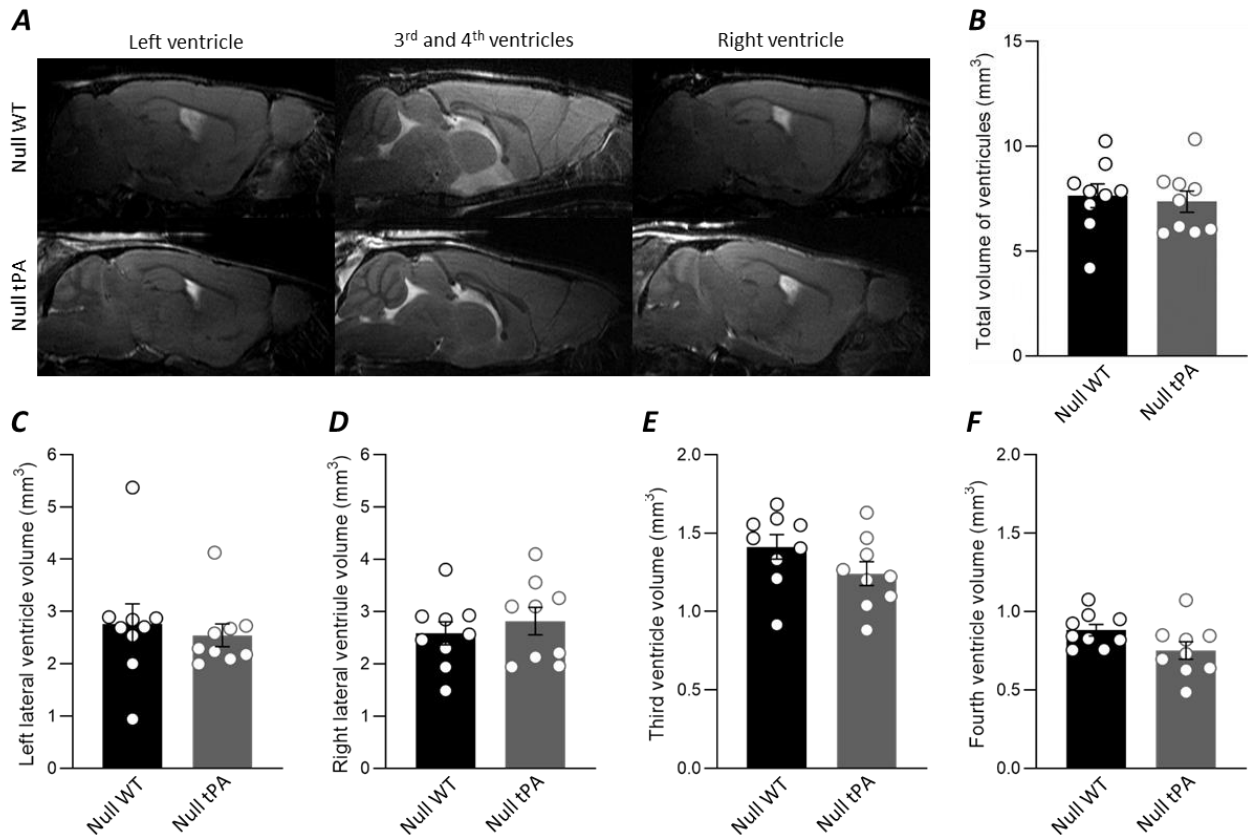 A
Left ventricle
3rd and 4th ventricles
Right ventricle
Null WT
Null tPA
B
Total volume of ventricules (mm3)
15
10
5
0
Null WT
Null tPA
C
Left lateral ventricle volume (mm3)
6
5
4
3
2
1
0
Null WT
Null tPA
D
Right lateral ventriule volume (mm3)
6
5
4
3
2
1
0
Null WT
Null tPA
E
Third ventricle volume (mm3)
2.0
1.5
1.0
0.5
0.0
Null WT
Null tPA
F
Fourth ventricle volume (mm3)
2.0
1.5
1.0
0.5
0.0
Null WT
Null tPA